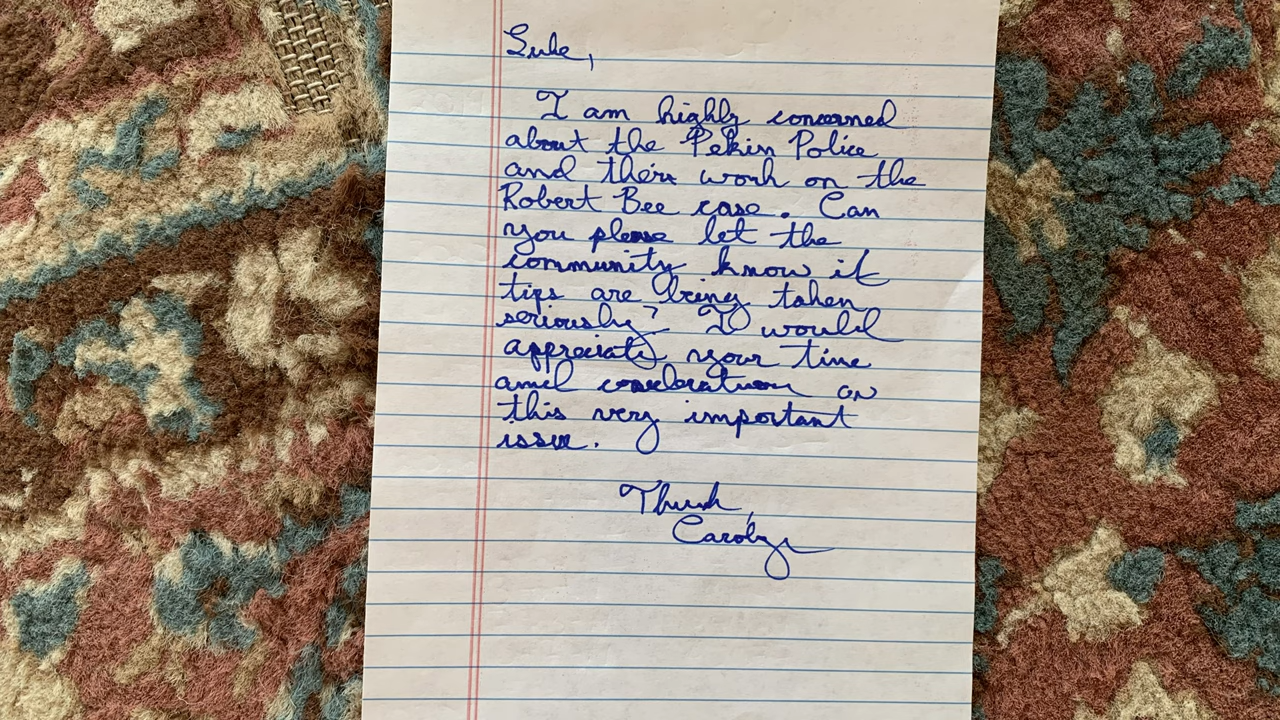 Luke,
I am highly concerned
about the Pekin Police
and their work on the
Robert Bee case. Can
you please let the
community know if
tips are being taken
seriously? I would
appreciate your time
and consideration on
this very important
issue.
Thank,
Carolyn